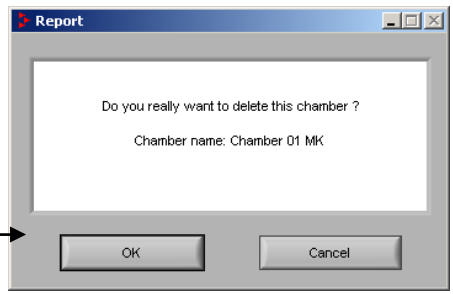 Report
Do you really want to delete this chamber ?
Chamber name: Chamber 01 MK
OK
Cancel